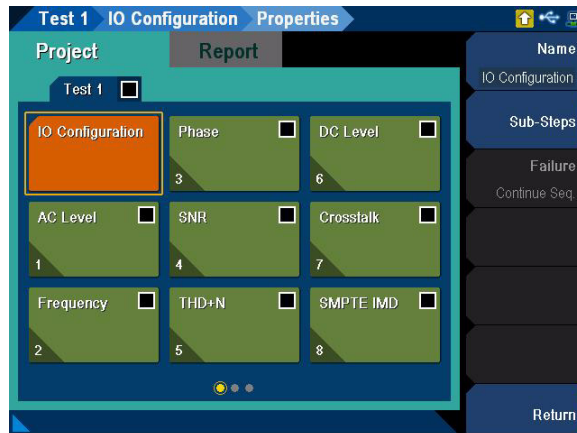 Test 1 IO Configuration Properties
Project Report
Test 1
IO Configuration
Phase
3
DC Level
6
AC Level
1
SNR
4
Crosstalk
7
Frequency
2
THD+N
5
SMPTE IMD
8
Name
IO Configuration
Sub-Steps
Failure
Continue Seq.
Return